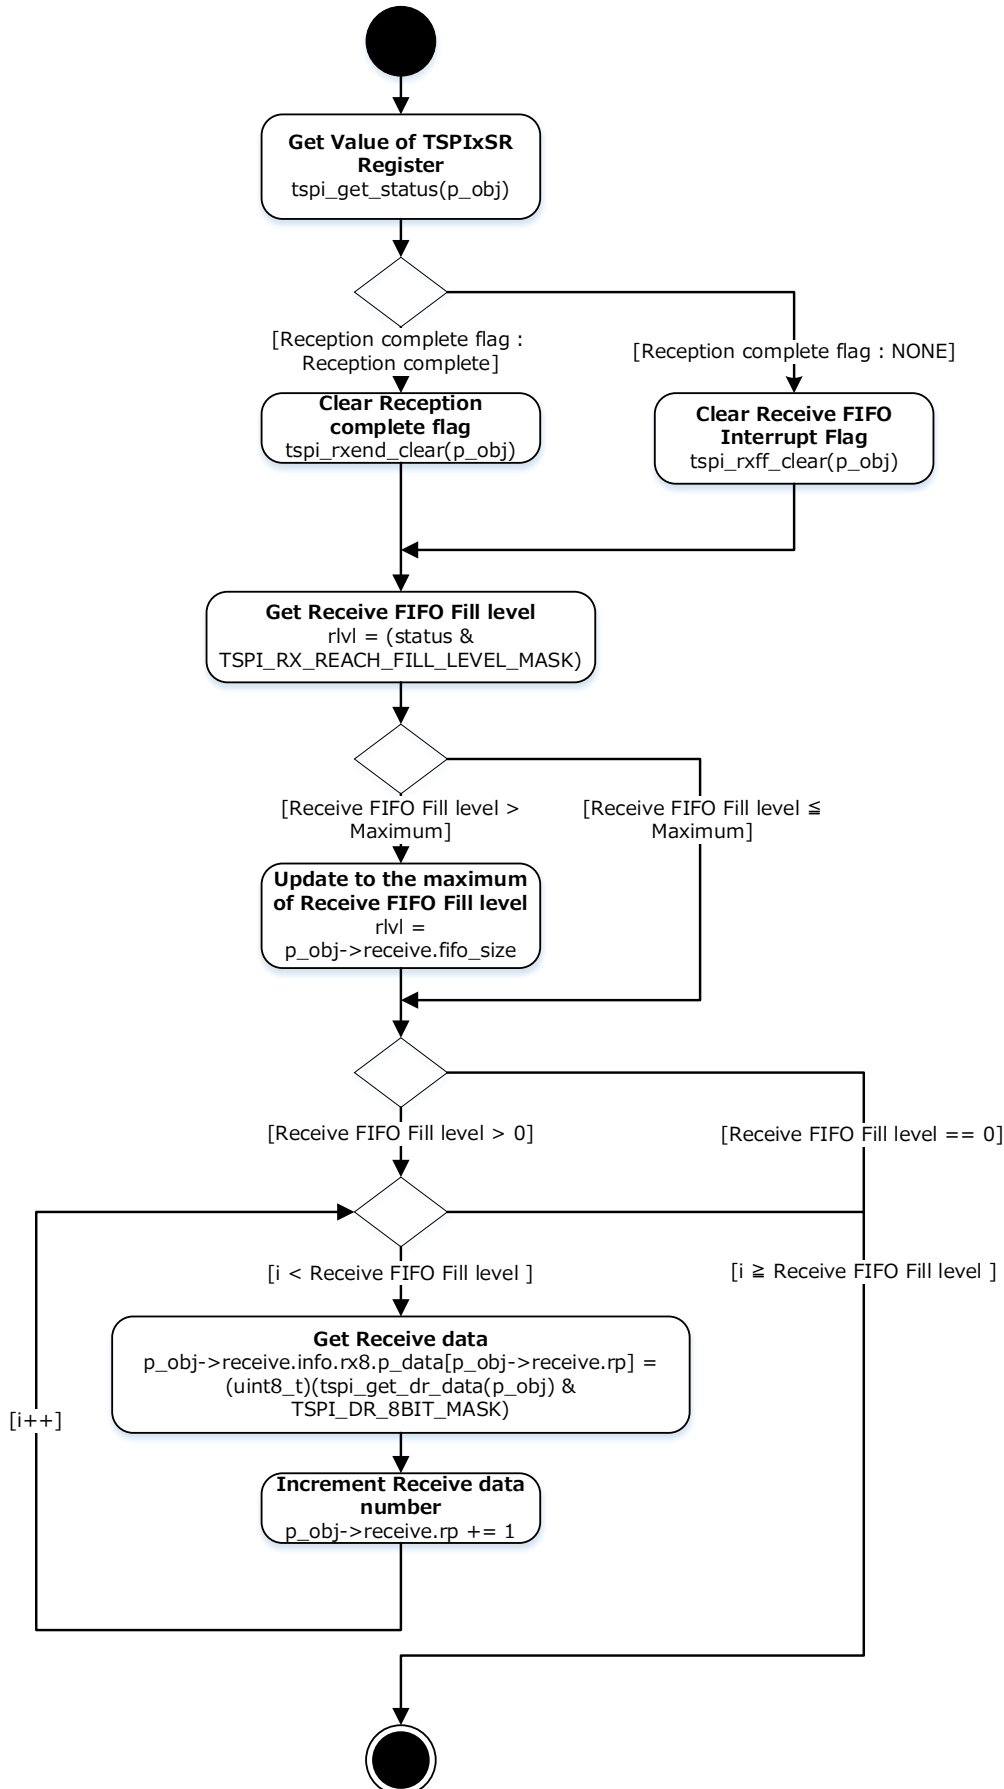 Get Value of TSPIxSR
Register
tspi_get_status(p_obj)
[Reception complete flag :
Reception complete]
[Reception complete flag : NONE]
Clear Reception
complete flag
tspi_rxend_clear(p_obj)
Clear Receive FIFO
Interrupt Flag
tspi_rxff_clear(p_obj)
Get Receive FIFO Fill level
rlvl = (status &
TSPI_RX_REACH_FILL_LEVEL_MASK)
[Receive FIFO Fill level >
Maximum]
[Receive FIFO Fill level ≦
Maximum]
Update to the maximum
of Receive FIFO Fill level
rlvl =
p_obj->receive.fifo_size
[Receive FIFO Fill level > 0]
[Receive FIFO Fill level == 0]
[i < Receive FIFO Fill level ]
[i ≧ Receive FIFO Fill level ]
Get Receive data
p_obj->receive.info.rx8.p_data[p_obj->receive.rp] =
(uint8_t)(tspi_get_dr_data(p_obj) &
TSPI_DR_8BIT_MASK)
[i++]
Increment Receive data
number
p_obj->receive.rp += 1